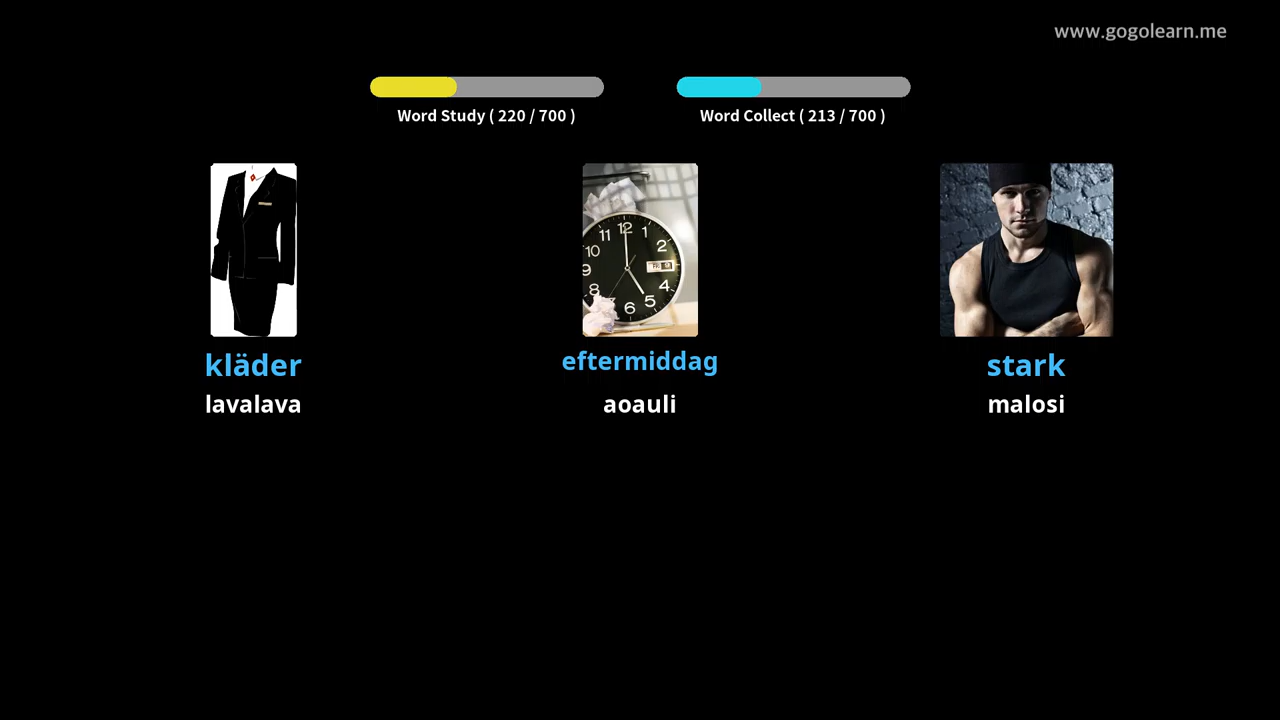 www.gogolearn.me
Word Study ( 220 / 700 )
Word Collect ( 213 / 700 )
kläder
eftermiddag
stark
lavalava
aoauli
malosi